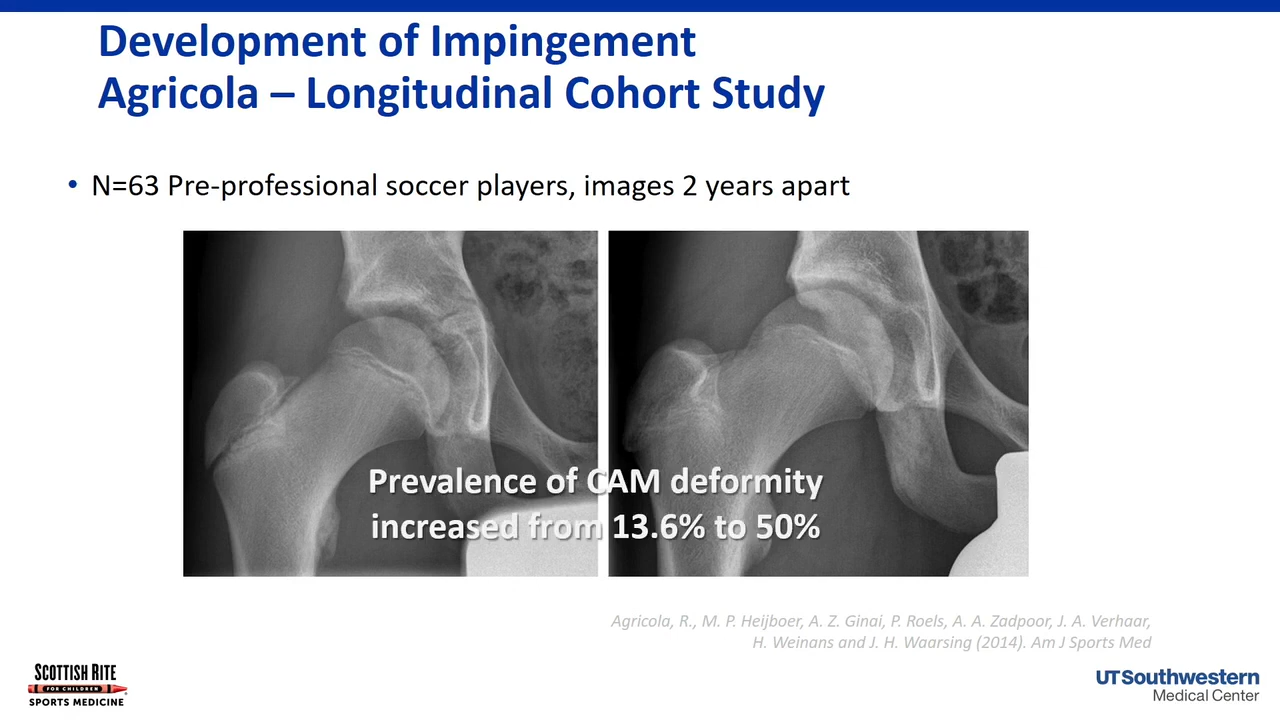 Development of Impingement
Agricola – Longitudinal Cohort Study
• N=63 Pre-professional soccer players, images 2 years apart
Prevalence of CAM deformity
increased from 13.6% to 50%
Agricola, R., M. P. Heijboer, A. Z. Ginai, P. Roels, A. A. Zadpoor, J. A. Verhaar,
H. Weinans and J. H. Waarsing (2014). Am J Sports Med
SCOTTISH RITE
FOR CHILDREN
SPORTS MEDICINE
UT Southwestern
Medical Center